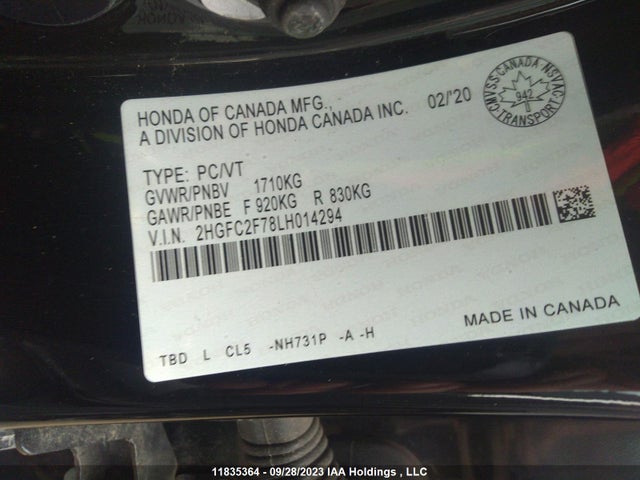 HONDA OF CANADA MFG.,
A DIVISION OF HONDA CANADA INC. 02/'20
CMVSS CANADA NSVAC
942
TRANSPORT
TYPE: PC/VT
GVWR/PNBV 1710KG
GAWR/PNBE F 920KG R 830KG
V.I.N. 2HGFC2F78LH014294
MADE IN CANADA
TBD L CL5 -NH731P -A -H
11835364 - 09/28/2023 IAA Holdings , LLC